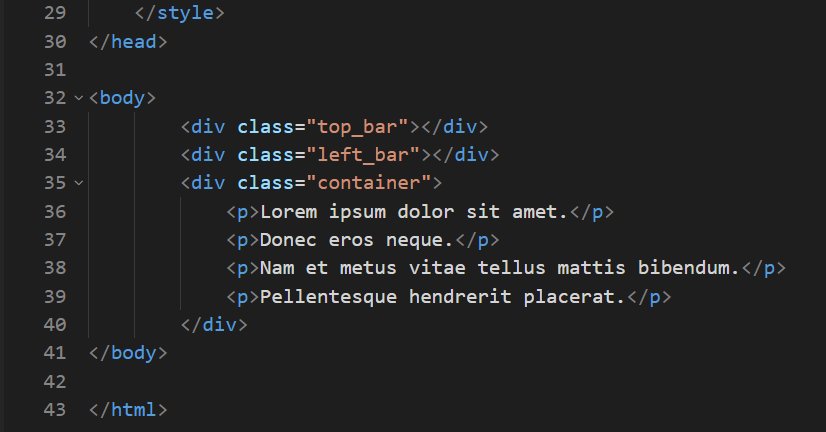 29     </style>
30 </head>
31
32 <body>
33         <div class="top_bar"></div>
34         <div class="left_bar"></div>
35         <div class="container">
36             <p>Lorem ipsum dolor sit amet.</p>
37             <p>Donec eros neque.</p>
38             <p>Nam et metus vitae tellus mattis bibendum.</p>
39             <p>Pellentesque hendrerit placerat.</p>
40         </div>
41 </body>
42
43 </html>